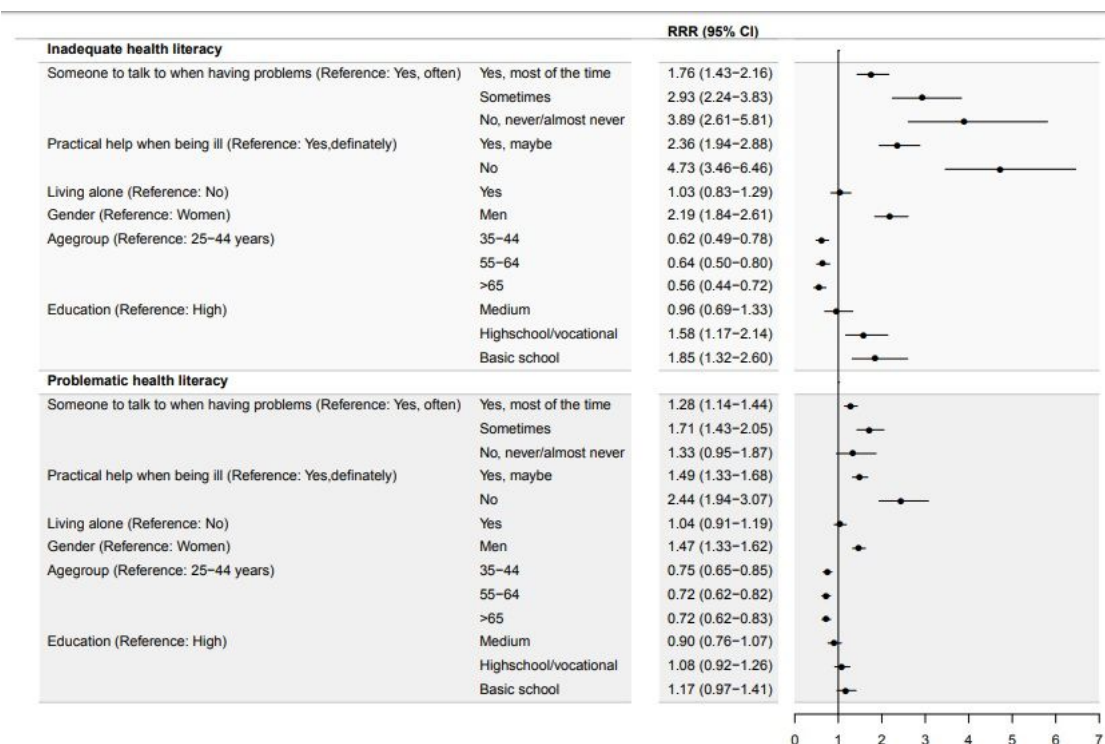 RRR (95% CI)
Inadequate health literacy
Someone to talk to when having problems (Reference: Yes, often) Yes, most of the time 1.76 (1.43−2.16)
Sometimes 2.93 (2.24−3.83)
No, never/almost never 3.89 (2.61−5.81)
Practical help when being ill (Reference: Yes,definately) Yes, maybe 2.36 (1.94−2.88)
No 4.73 (3.46−6.46)
Living alone (Reference: No) Yes 1.03 (0.83−1.29)
Gender (Reference: Women) Men 2.19 (1.84−2.61)
Agegroup (Reference: 25−44 years) 35−44 0.62 (0.49−0.78)
55−64 0.64 (0.50−0.80)
>65 0.56 (0.44−0.72)
Education (Reference: High) Medium 0.96 (0.69−1.33)
Highschool/vocational 1.58 (1.17−2.14)
Basic school 1.85 (1.32−2.60)
Problematic health literacy
Someone to talk to when having problems (Reference: Yes, often) Yes, most of the time 1.28 (1.14−1.44)
Sometimes 1.71 (1.43−2.05)
No, never/almost never 1.33 (0.95−1.87)
Practical help when being ill (Reference: Yes,definately) Yes, maybe 1.49 (1.33−1.68)
No 2.44 (1.94−3.07)
Living alone (Reference: No) Yes 1.04 (0.91−1.19)
Gender (Reference: Women) Men 1.47 (1.33−1.62)
Agegroup (Reference: 25−44 years) 35−44 0.75 (0.65−0.85)
55−64 0.72 (0.62−0.82)
>65 0.72 (0.62−0.83)
Education (Reference: High) Medium 0.90 (0.76−1.07)
Highschool/vocational 1.08 (0.92−1.26)
Basic school 1.17 (0.97−1.41)
0 1 2 3 4 5 6 7